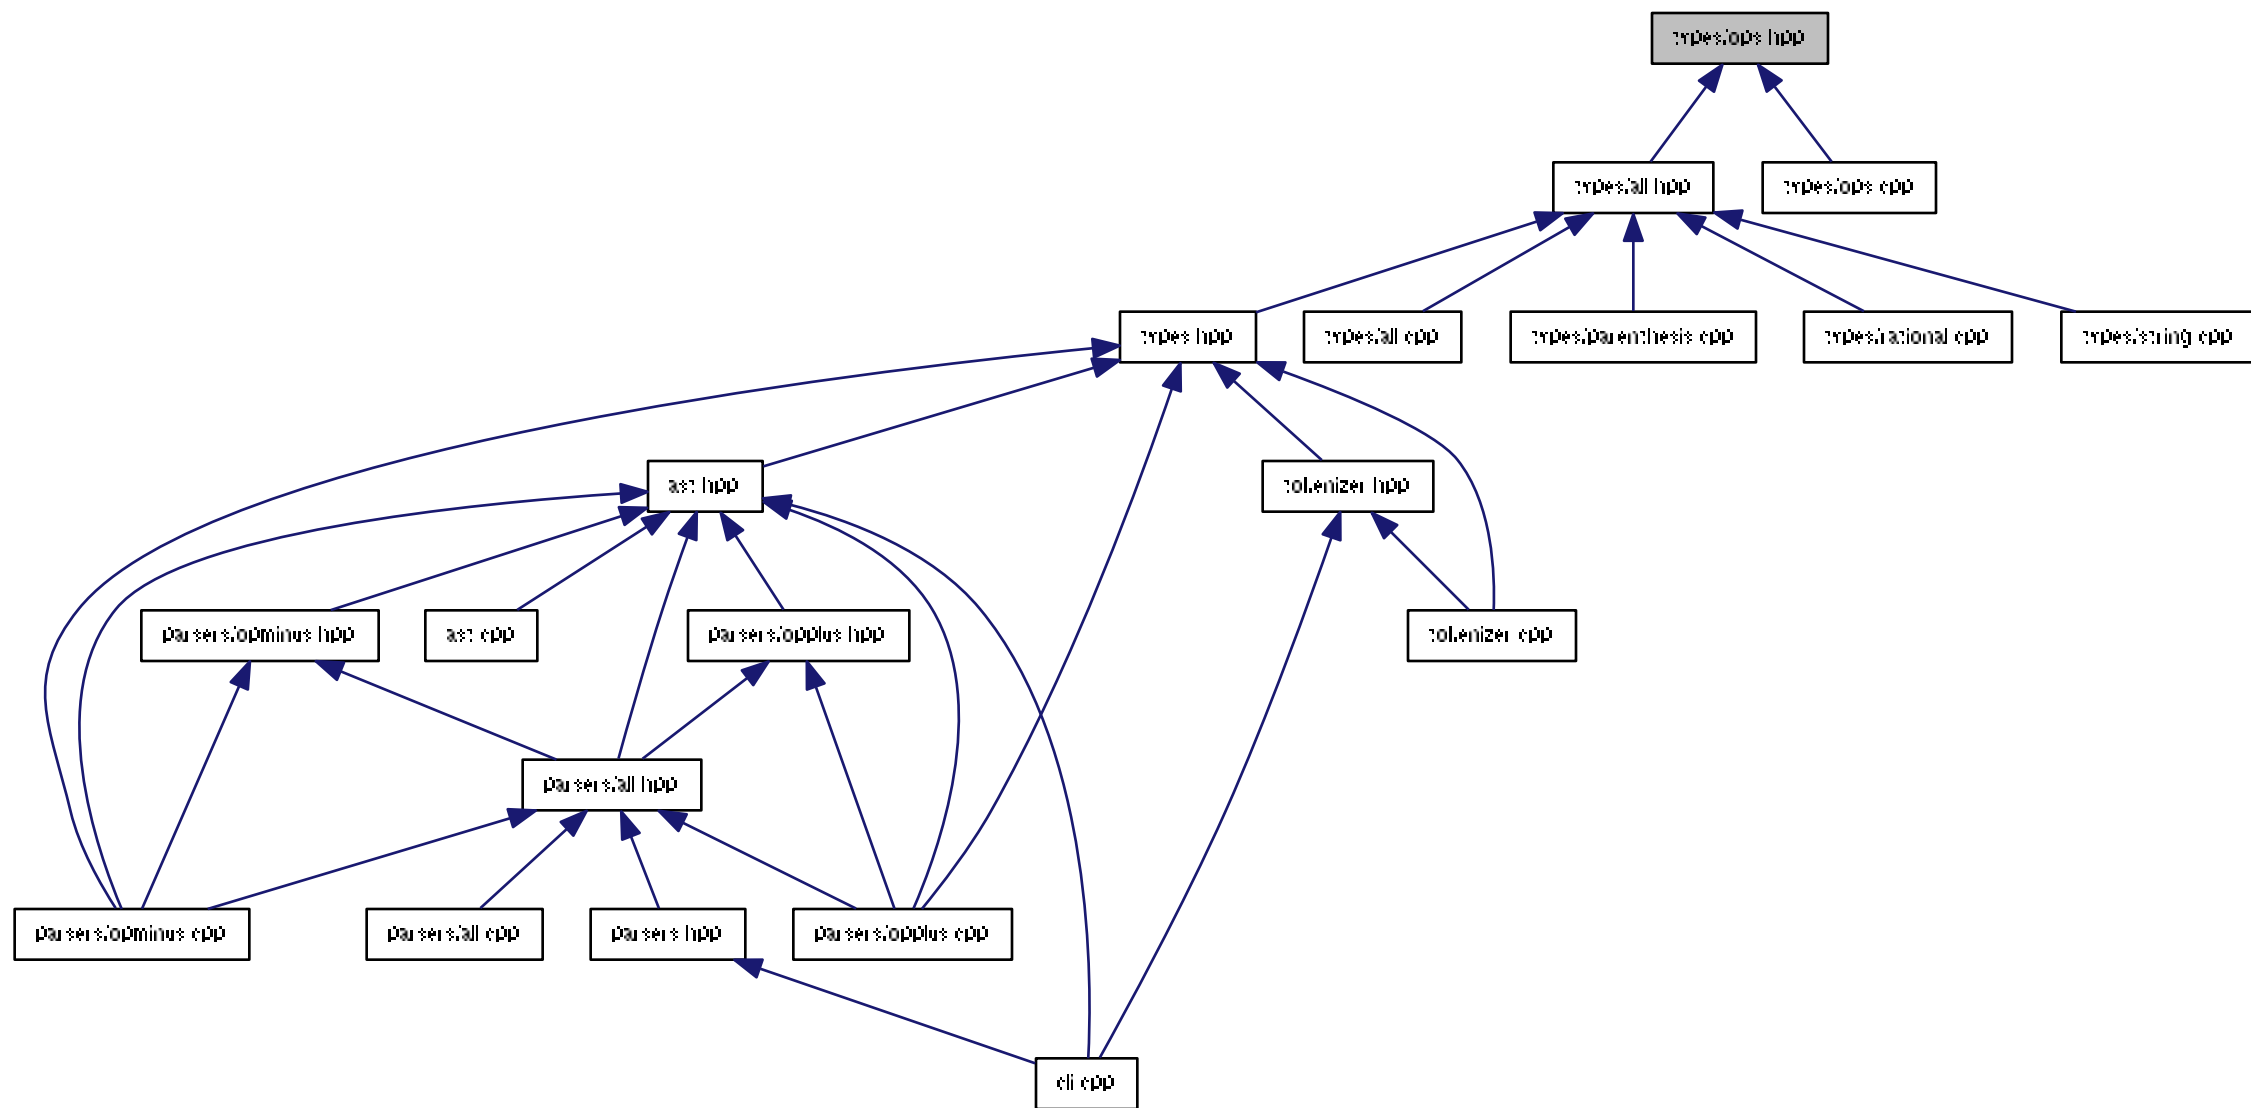 types/ops.hpp
types/all.hpp
types/ops.cpp
types.hpp
types/all.cpp
types/parenthesis.cpp
types/rational.cpp
types/string.cpp
ast.hpp
tokenizer.hpp
parsers/opminus.hpp
ast.cpp
parsers/opplus.hpp
tokenizer.cpp
parsers/all.hpp
parsers/opminus.cpp
parsers/all.cpp
parsers.hpp
parsers/opplus.cpp
cli.cpp